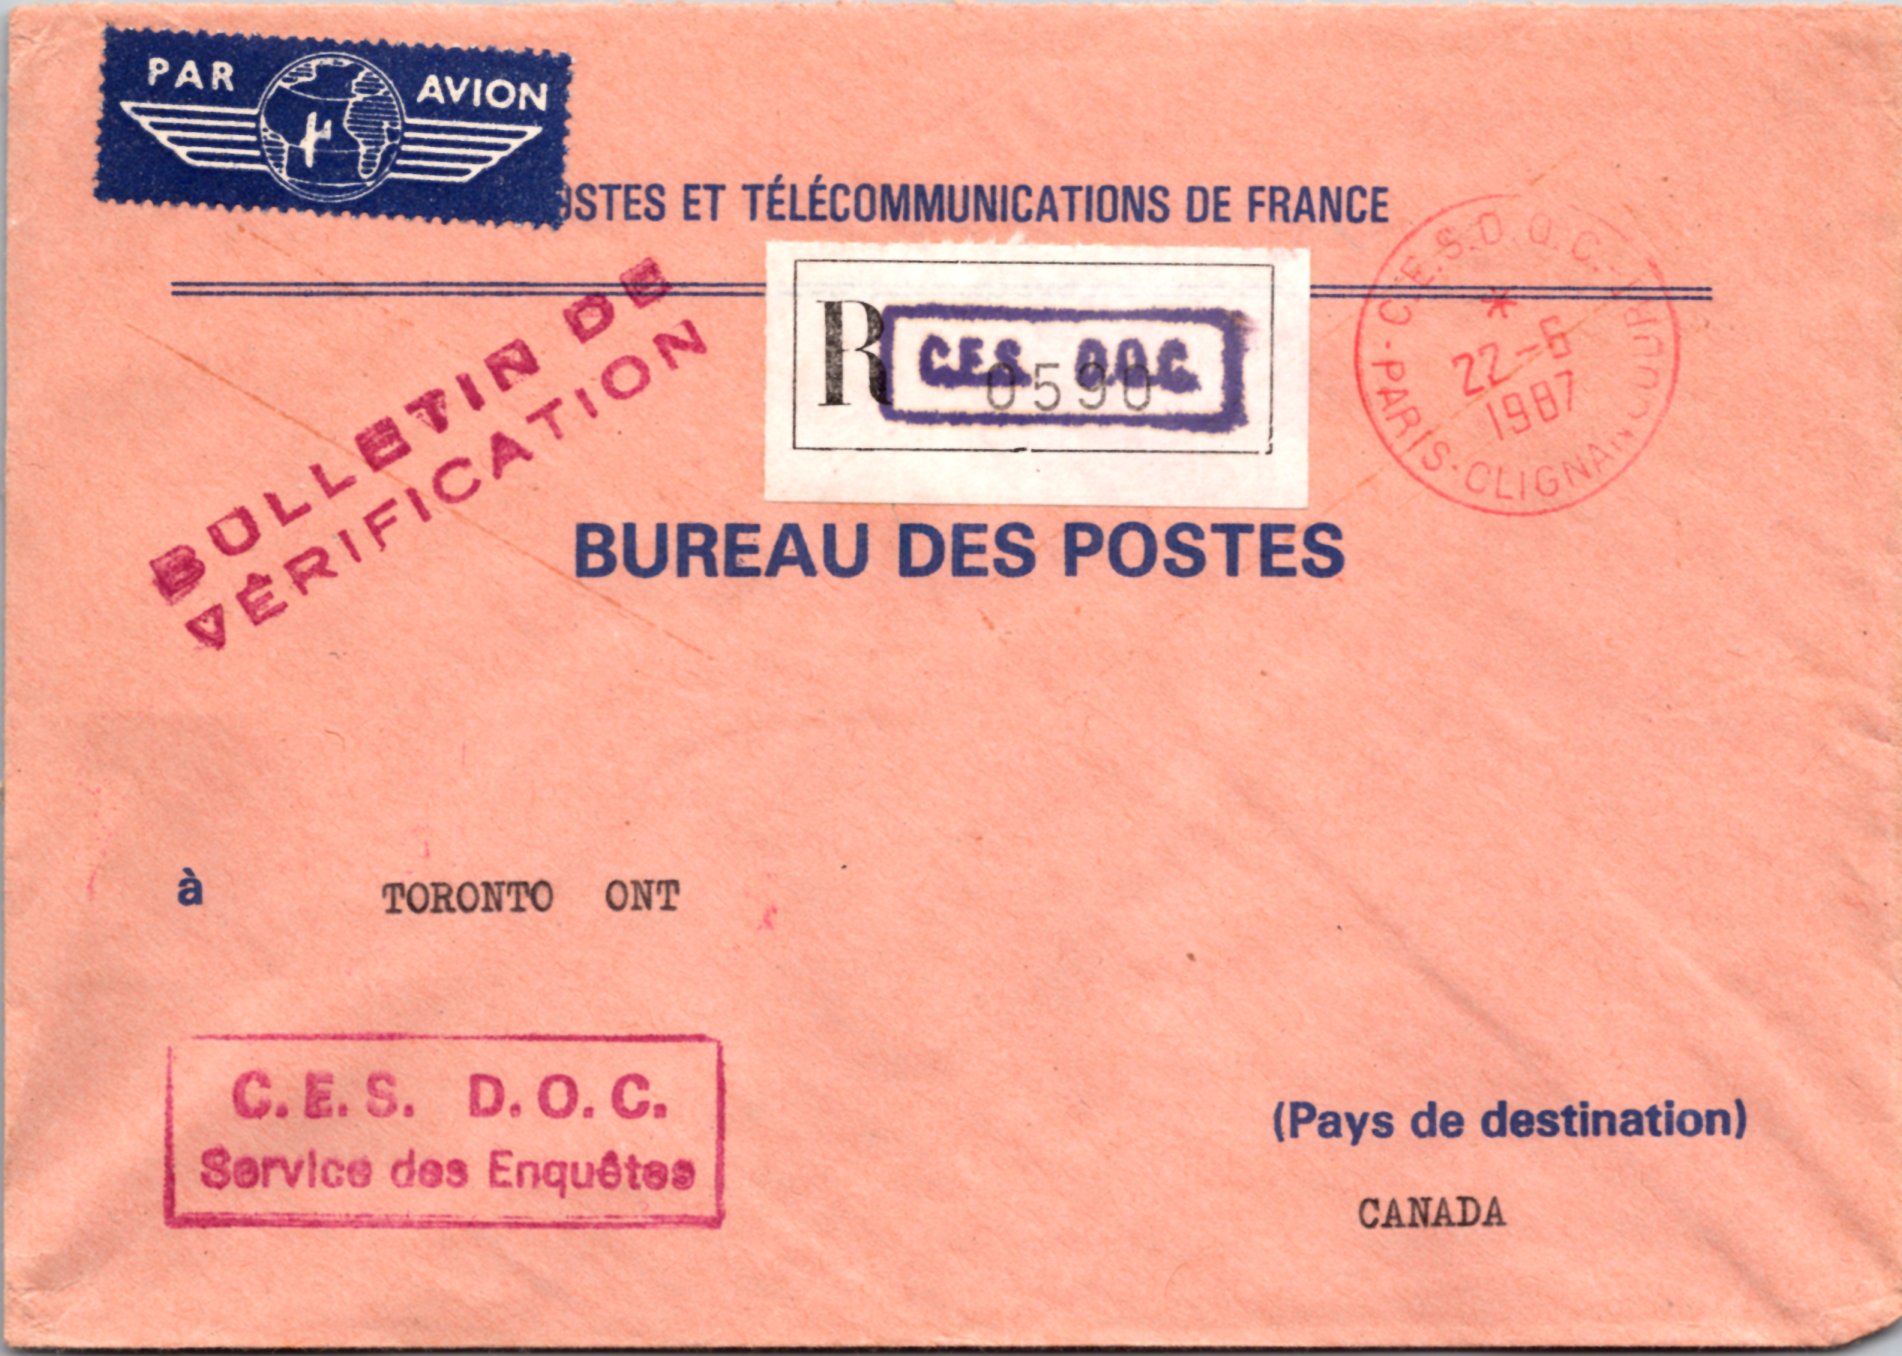 PAR AVION
POSTES ET TÉLÉCOMMUNICATIONS DE FRANCE
BULLETIN DE
VÉRIFICATION
R C.E.S. D.O.C.
0590
C.E.S.D.O.C. - PARIS-CLIGNANCOURT
*
22-6
1987
BUREAU DES POSTES
à TORONTO ONT
C.E.S. D.O.C.
Service des Enquêtes
(Pays de destination)
CANADA